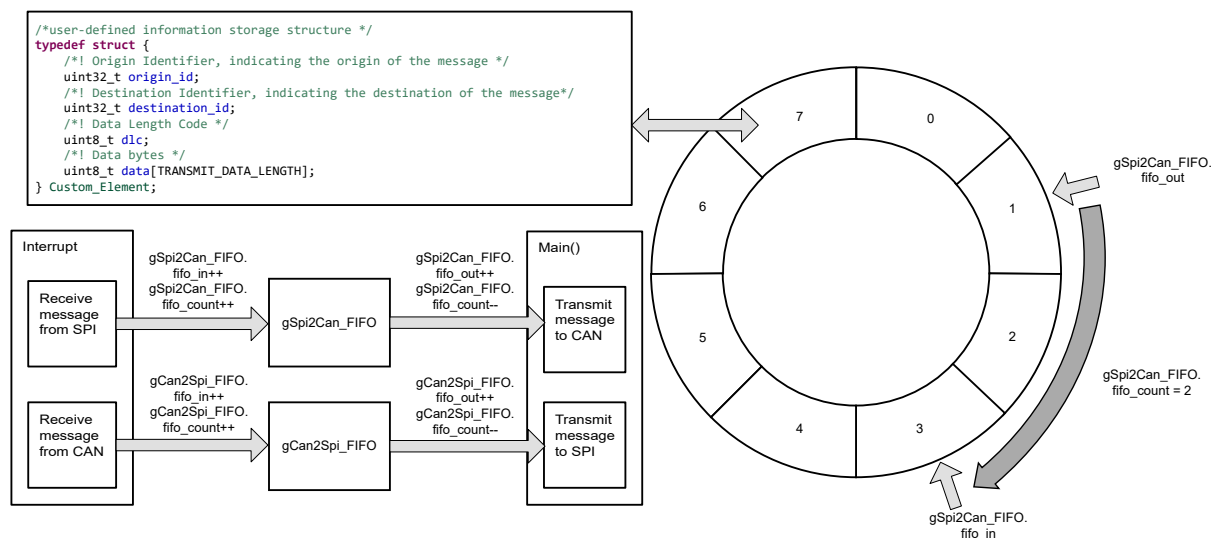 /*user-defined information storage structure */
typedef struct {
/*! Origin Identifier, indicating the origin of the message */
uint32_t origin_id;
/*! Destination Identifier, indicating the destination of the message*/
uint32_t destination_id;
/*! Data Length Code */
uint8_t dlc;
/*! Data bytes */
uint8_t data[TRANSMIT_DATA_LENGTH];
} Custom_Element;
Interrupt
Receive
message
from SPI
Receive
message
from CAN
gSpi2Can_FIFO.
fifo_in++
gSpi2Can_FIFO.
fifo_count++
gCan2Spi_FIFO.
fifo_in++
gCan2Spi_FIFO.
fifo_count++
gSpi2Can_FIFO
gCan2Spi_FIFO
gSpi2Can_FIFO.
fifo_out++
gSpi2Can_FIFO.
fifo_count--
gCan2Spi_FIFO.
fifo_out++
gCan2Spi_FIFO.
fifo_count--
Main()
Transmit
message
to CAN
Transmit
message
to SPI
7
0
6
1
5
2
4
3
gSpi2Can_FIFO.
fifo_out
gSpi2Can_FIFO.
fifo_count = 2
gSpi2Can_FIFO.
fifo_in